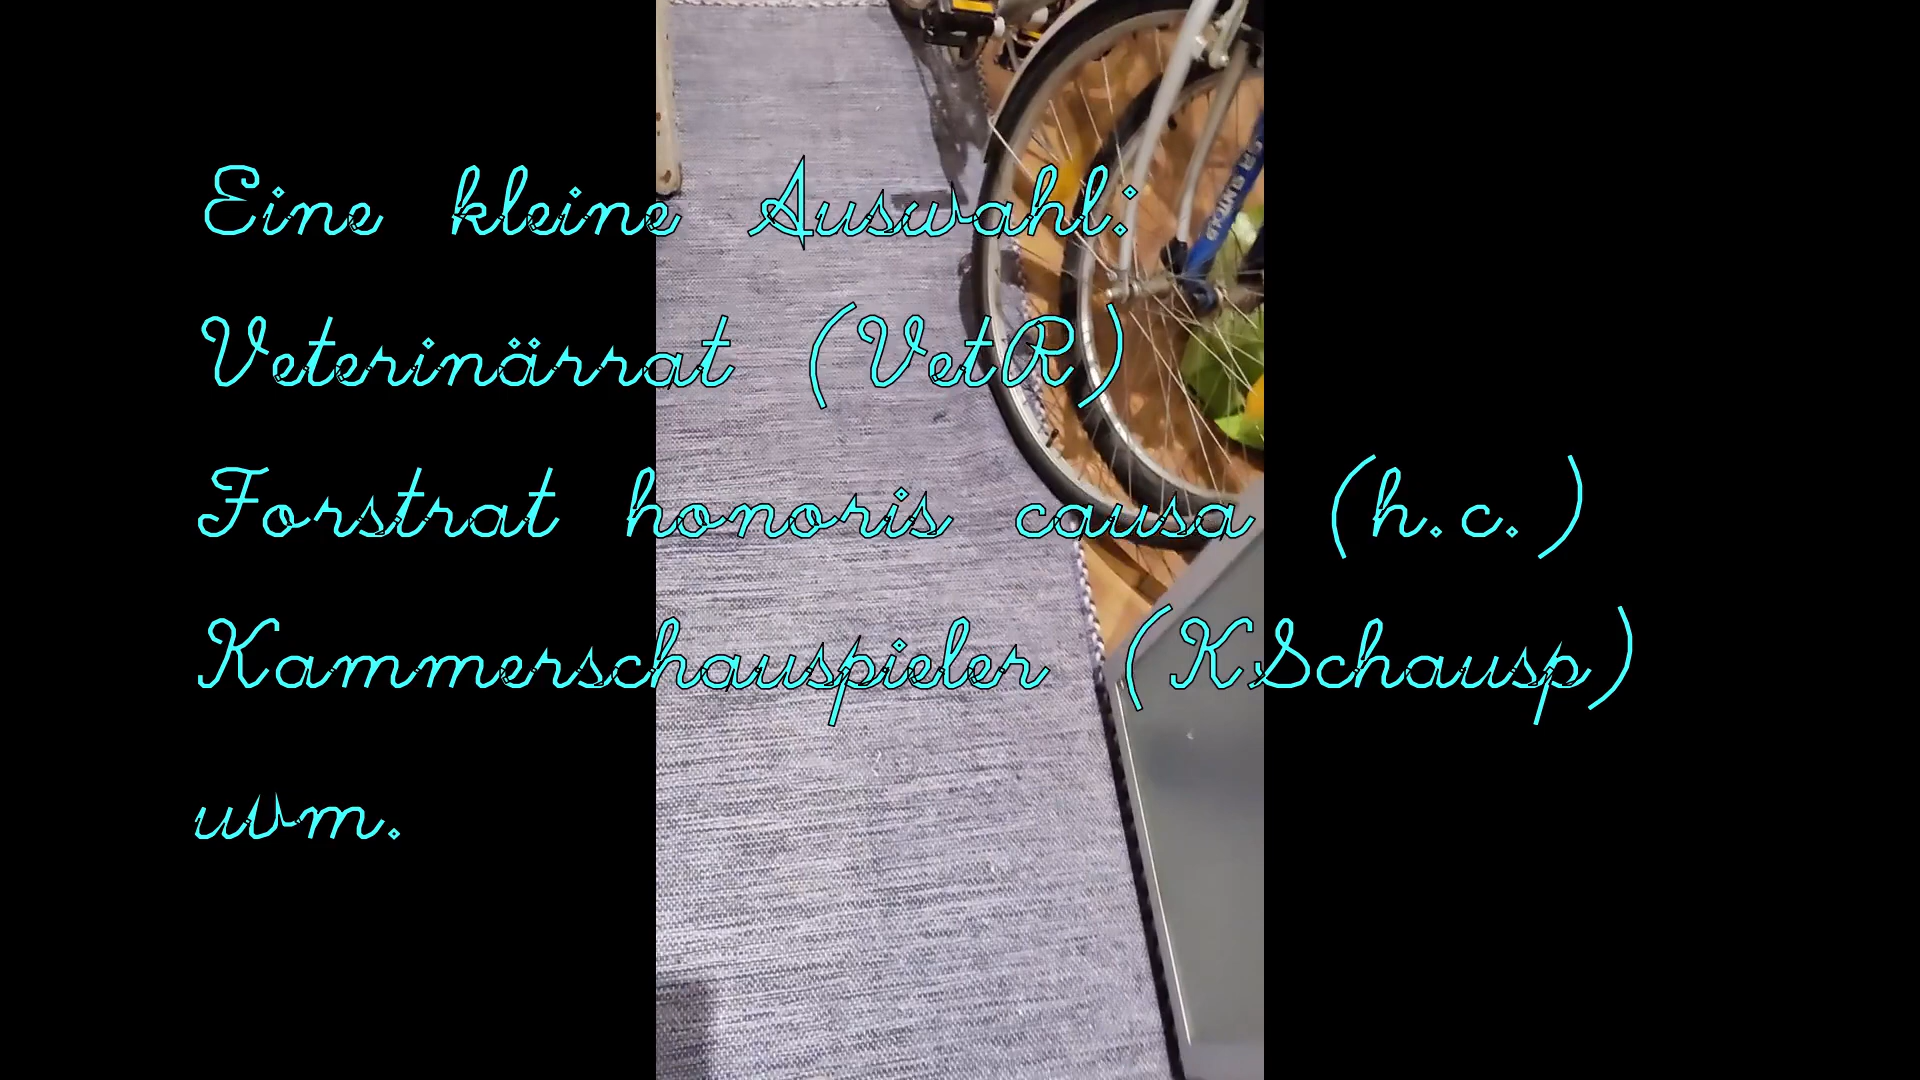 Eine kleine Auswahl:
Veterinärrat (VetR)
Forstrat honoris causa (h.c.)
Kammerschauspieler (KSchausp)
uvm.